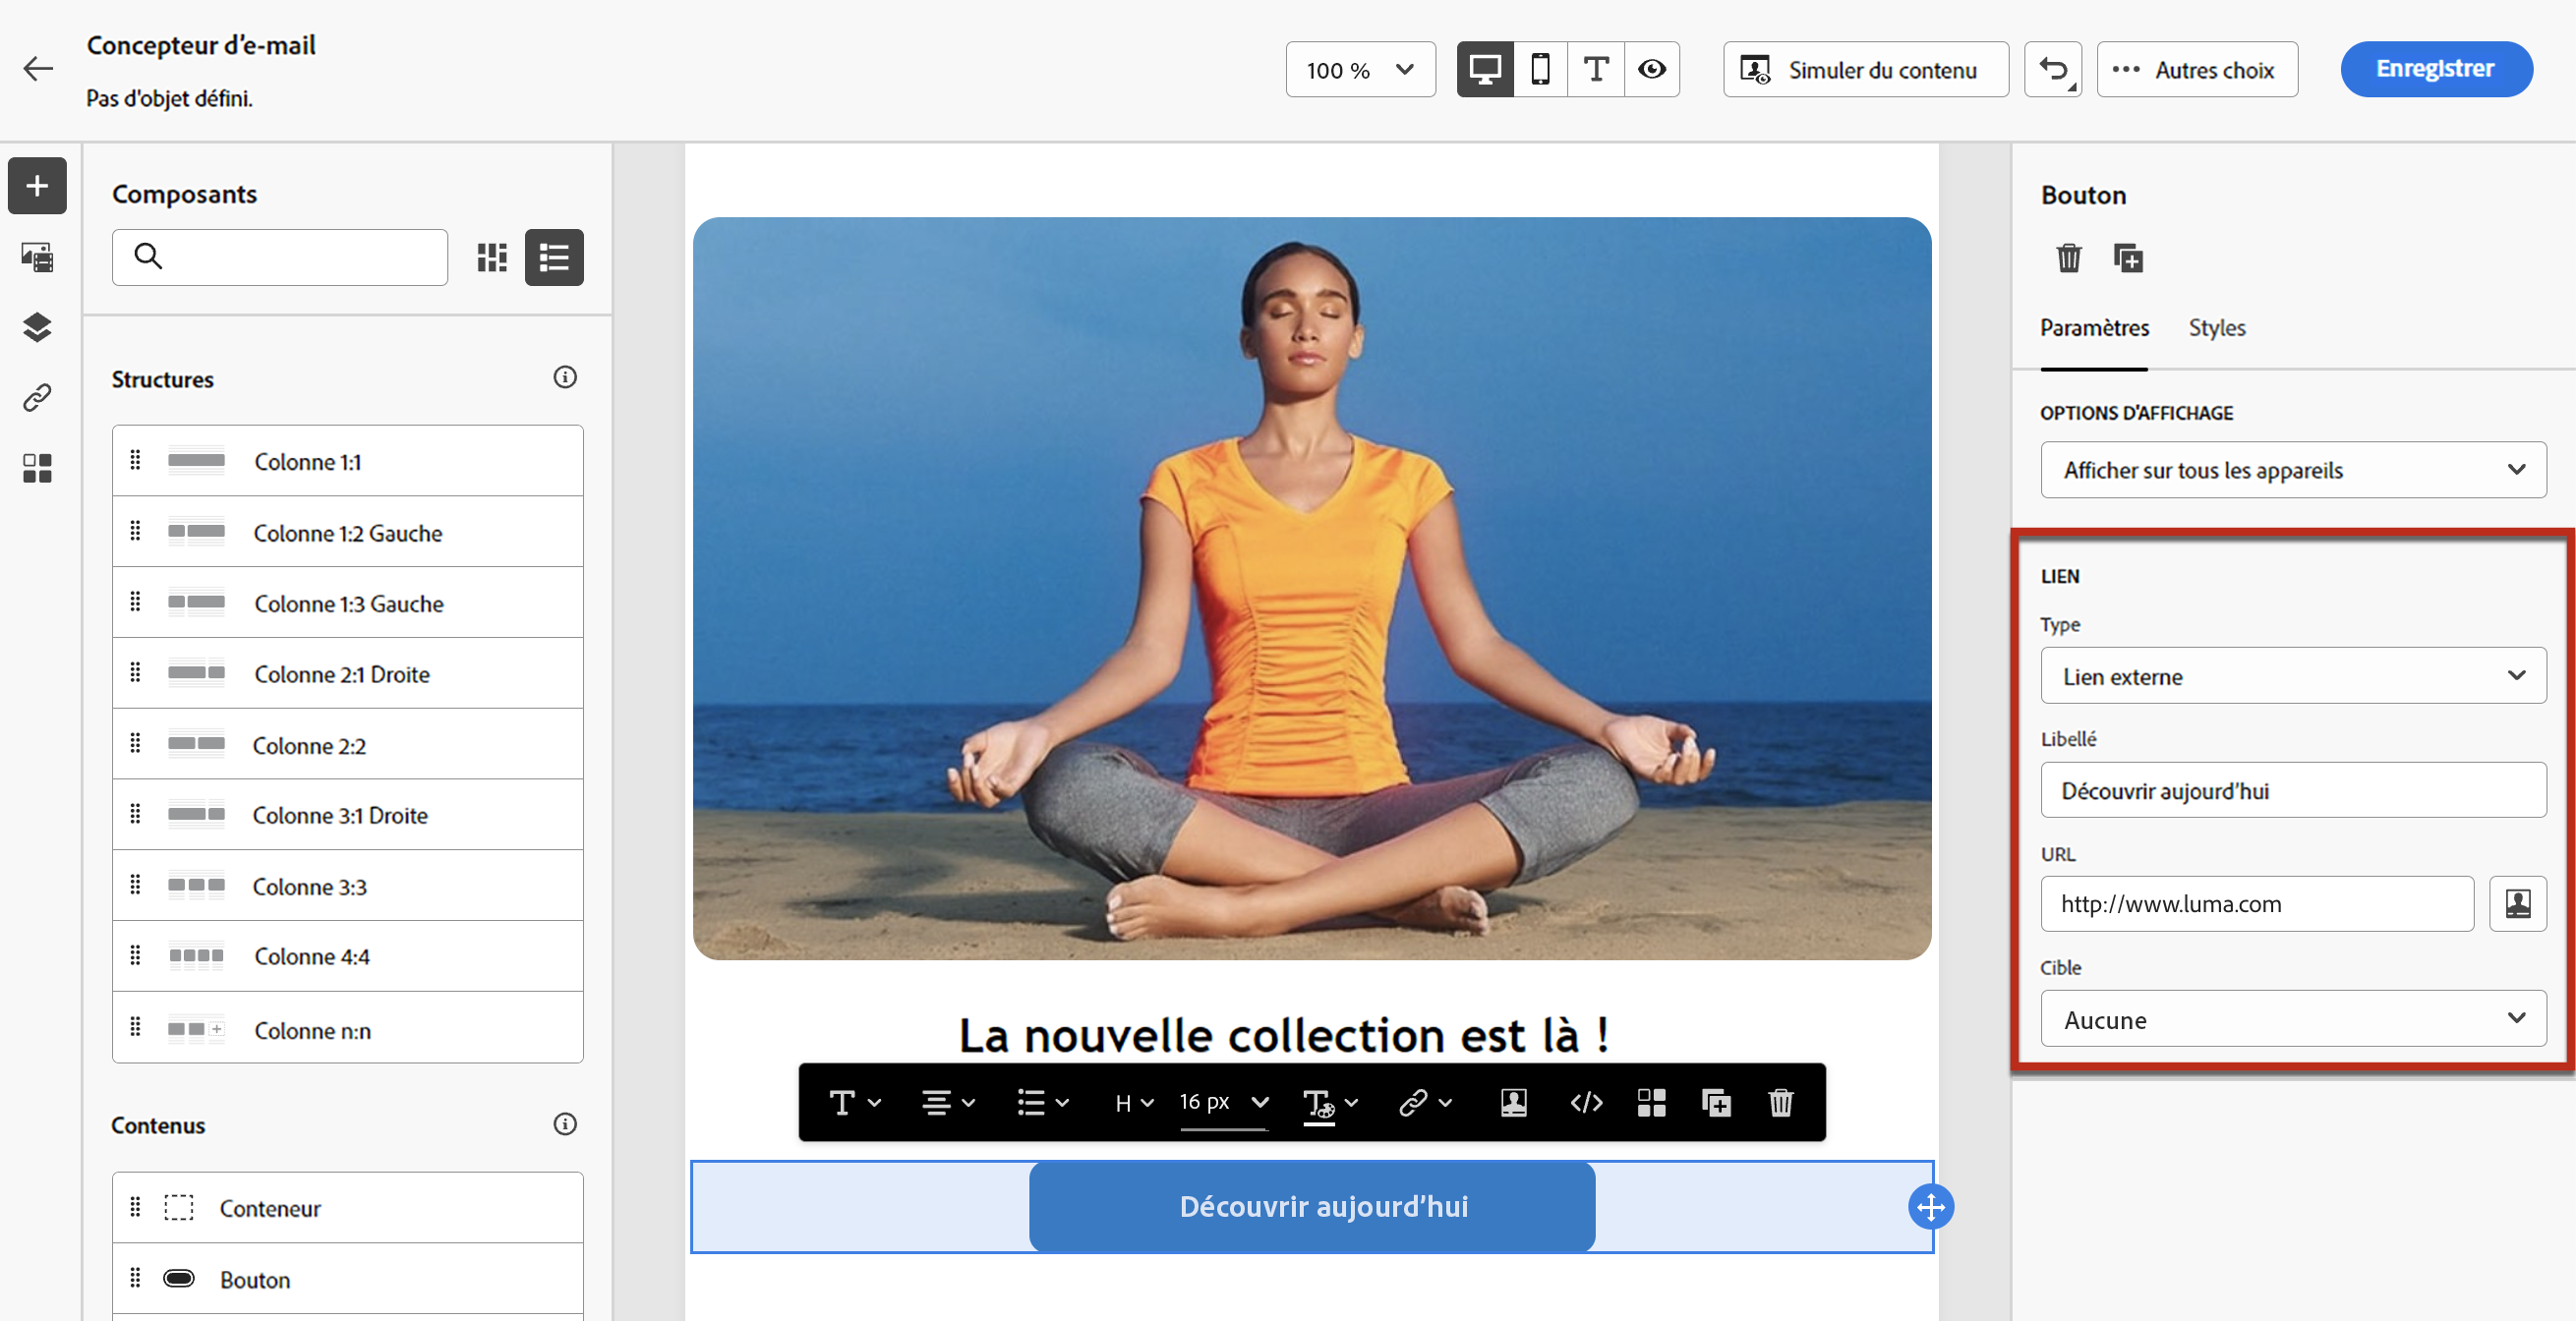 Concepteur d’e-mail
Pas d'objet défini.
100 %
Simuler du contenu
Autres choix
Enregistrer
Composants
Structures
Colonne 1:1
Colonne 1:2 Gauche
Colonne 1:3 Gauche
Colonne 2:1 Droite
Colonne 2:2
Colonne 3:1 Droite
Colonne 3:3
Colonne 4:4
Colonne n:n
Contenus
Conteneur
Bouton
La nouvelle collection est là !
H
16 px
Découvrir aujourd’hui
Bouton
Paramètres Styles
OPTIONS D'AFFICHAGE
Afficher sur tous les appareils
LIEN
Type
Lien externe
Libellé
Découvrir aujourd’hui
URL
http://www.luma.com
Cible
Aucune